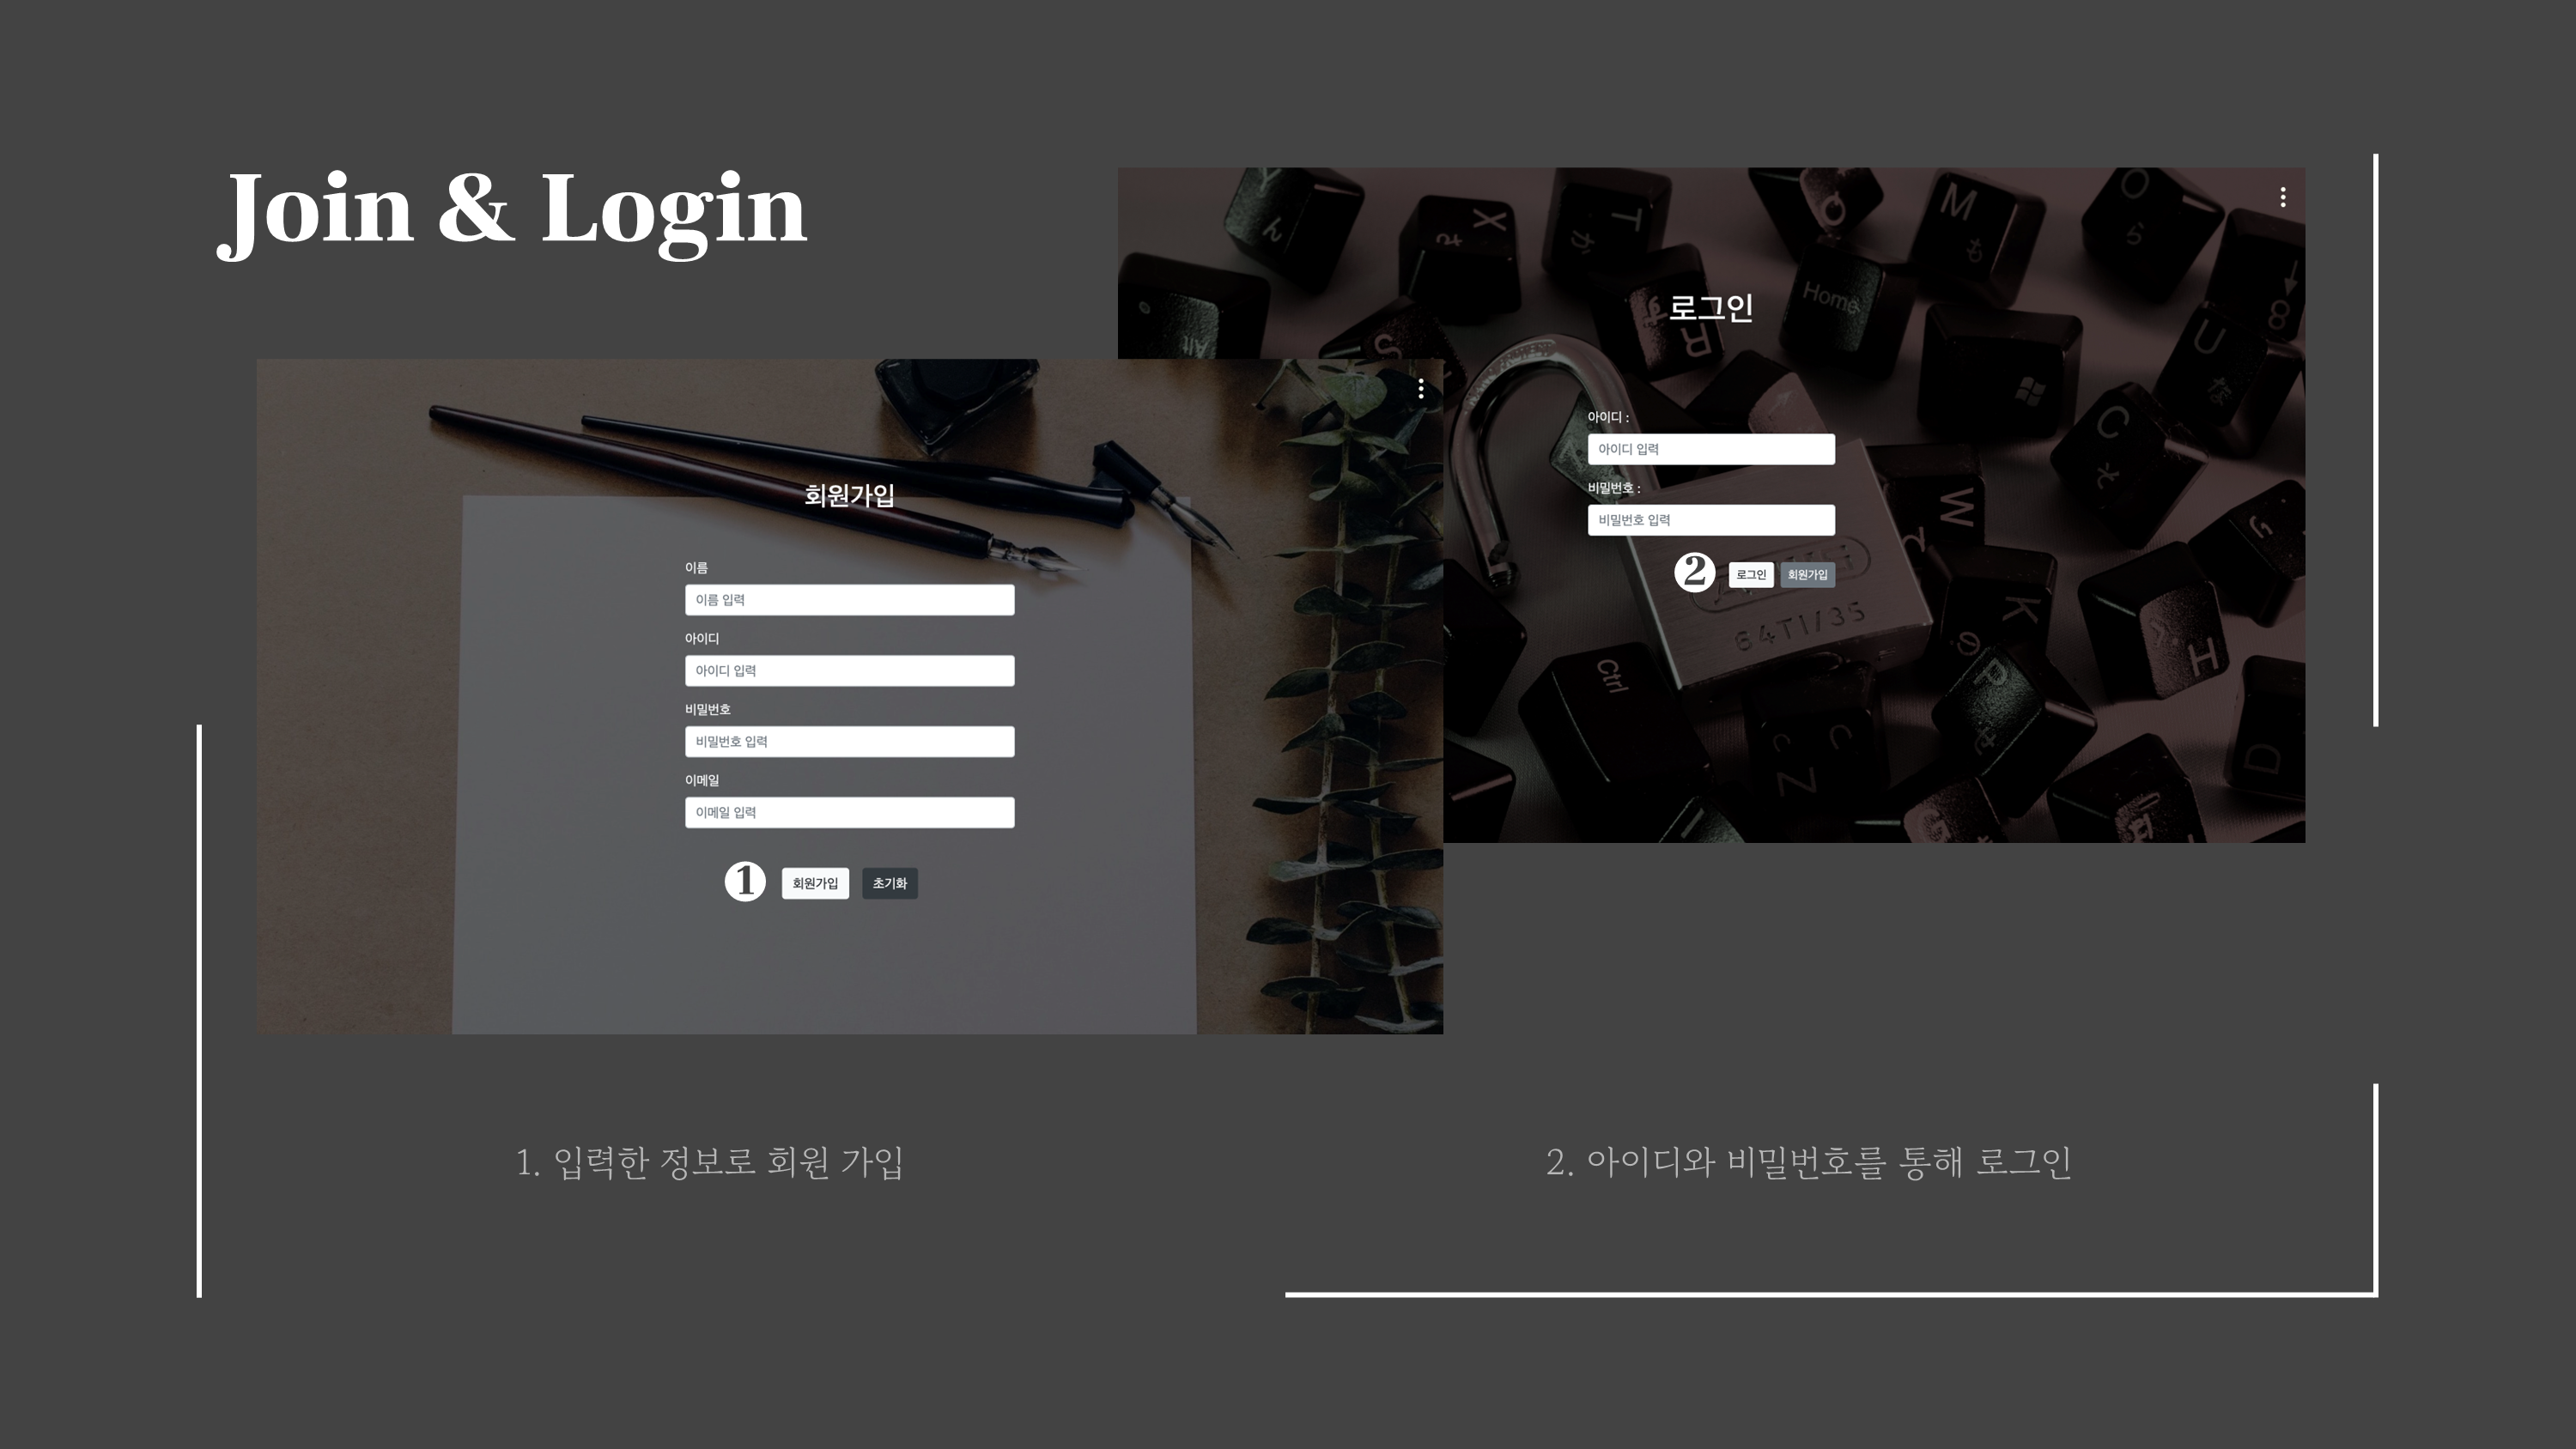 Join & Login
로그인
아이디 :
아이디 입력
비밀번호 :
비밀번호 입력
2
로그인
회원가입
64TI/35
Home
Alt
Ctrl
회원가입
이름
이름 입력
아이디
아이디 입력
비밀번호
비밀번호 입력
이메일
이메일 입력
1
회원가입
초기화
1. 입력한 정보로 회원 가입
2. 아이디와 비밀번호를 통해 로그인